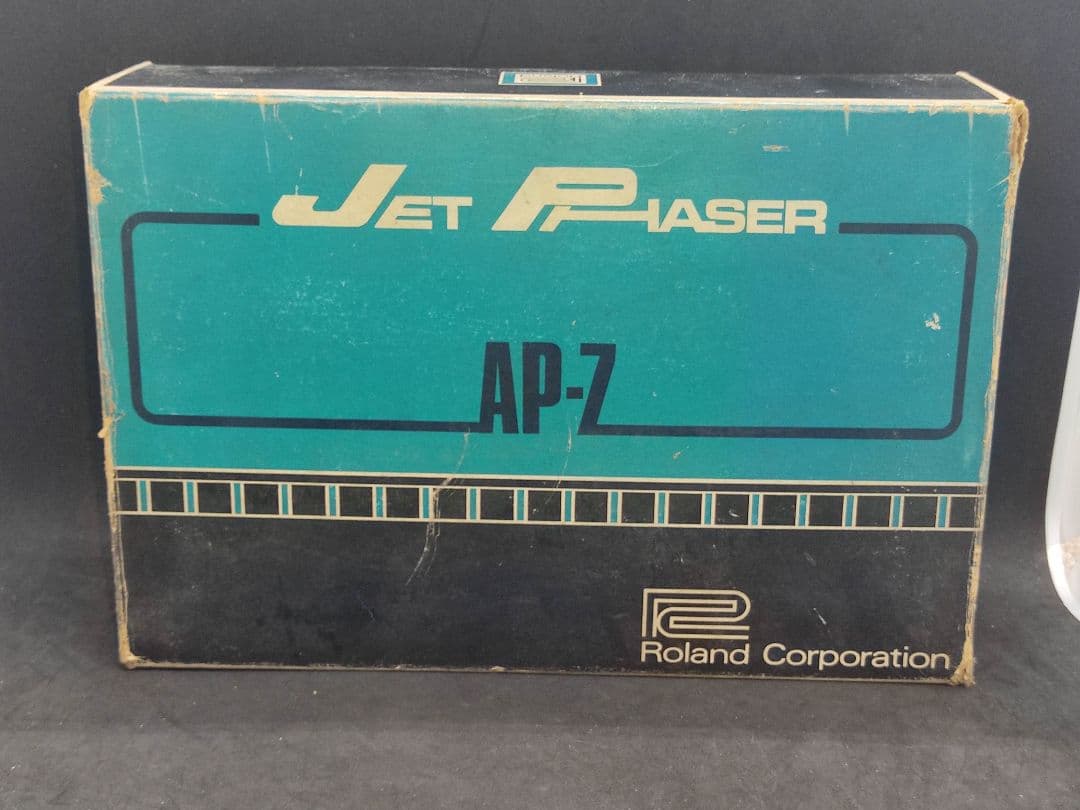 JET PHASER
AP-7
Roland Corporation